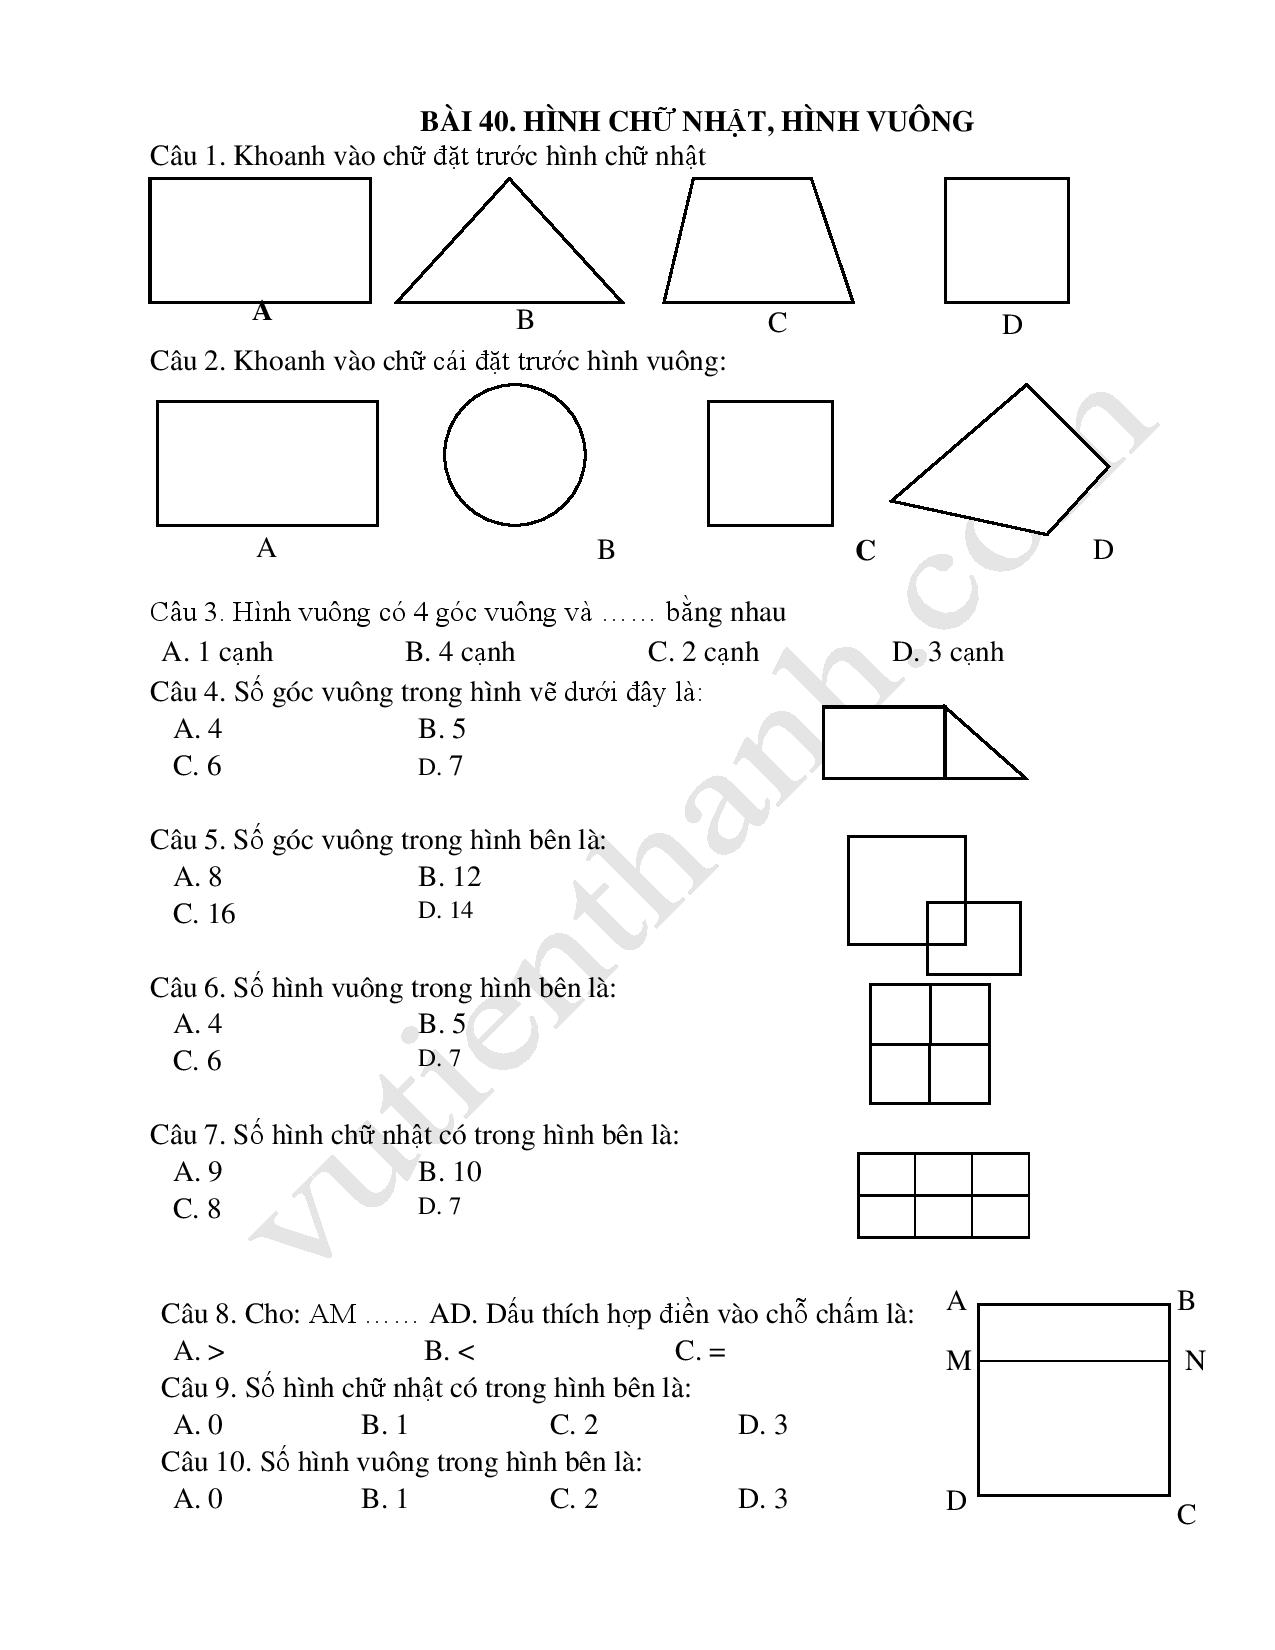 BÀI 40. HÌNH CHỮ NHẬT, HÌNH VUÔNG
Câu 1. Khoanh vào chữ đặt trước hình chữ nhật
A B C D
Câu 2. Khoanh vào chữ cái đặt trước hình vuông:
A B C D
Câu 3. Hình vuông có 4 góc vuông và …… bằng nhau
A. 1 cạnh B. 4 cạnh C. 2 cạnh D. 3 cạnh
Câu 4. Số góc vuông trong hình vẽ dưới đây là:
A. 4 B. 5
C. 6 D. 7
Câu 5. Số góc vuông trong hình bên là:
A. 8 B. 12
C. 16 D. 14
Câu 6. Số hình vuông trong hình bên là:
A. 4 B. 5
C. 6 D. 7
Câu 7. Số hình chữ nhật có trong hình bên là:
A. 9 B. 10
C. 8 D. 7
Câu 8. Cho: AM …… AD. Dấu thích hợp điền vào chỗ chấm là:
A. > B. < C. =
Câu 9. Số hình chữ nhật có trong hình bên là:
A. 0 B. 1 C. 2 D. 3
Câu 10. Số hình vuông trong hình bên là:
A. 0 B. 1 C. 2 D. 3
A B
M N
D C
vutienthanh.com